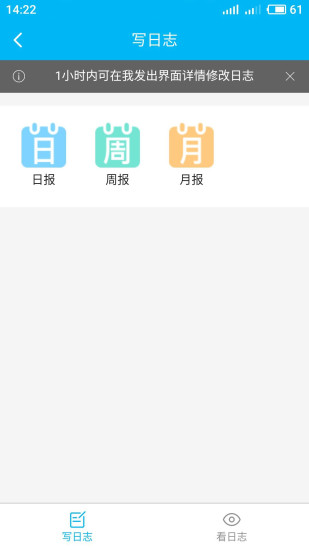 14:22 61
写日志
1小时内可在我发出界面详情修改日志
日 周 月
日报 周报 月报
写日志 看日志